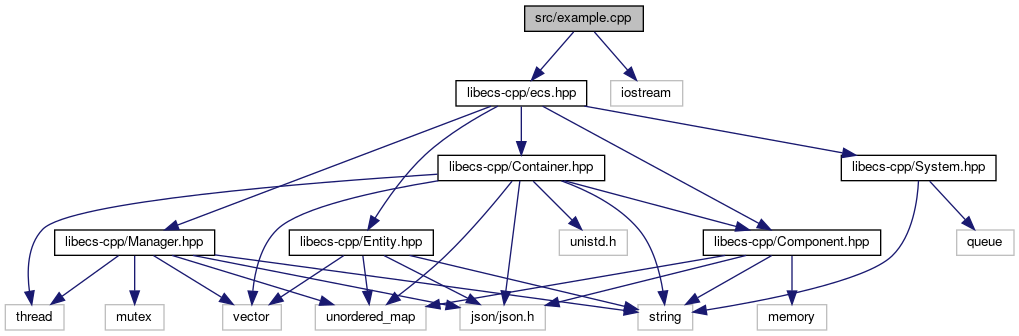 src/example.cpp
libecs-cpp/ecs.hpp
iostream
libecs-cpp/Container.hpp
libecs-cpp/System.hpp
libecs-cpp/Manager.hpp
libecs-cpp/Entity.hpp
unistd.h
libecs-cpp/Component.hpp
queue
thread
mutex
vector
unordered_map
json/json.h
string
memory